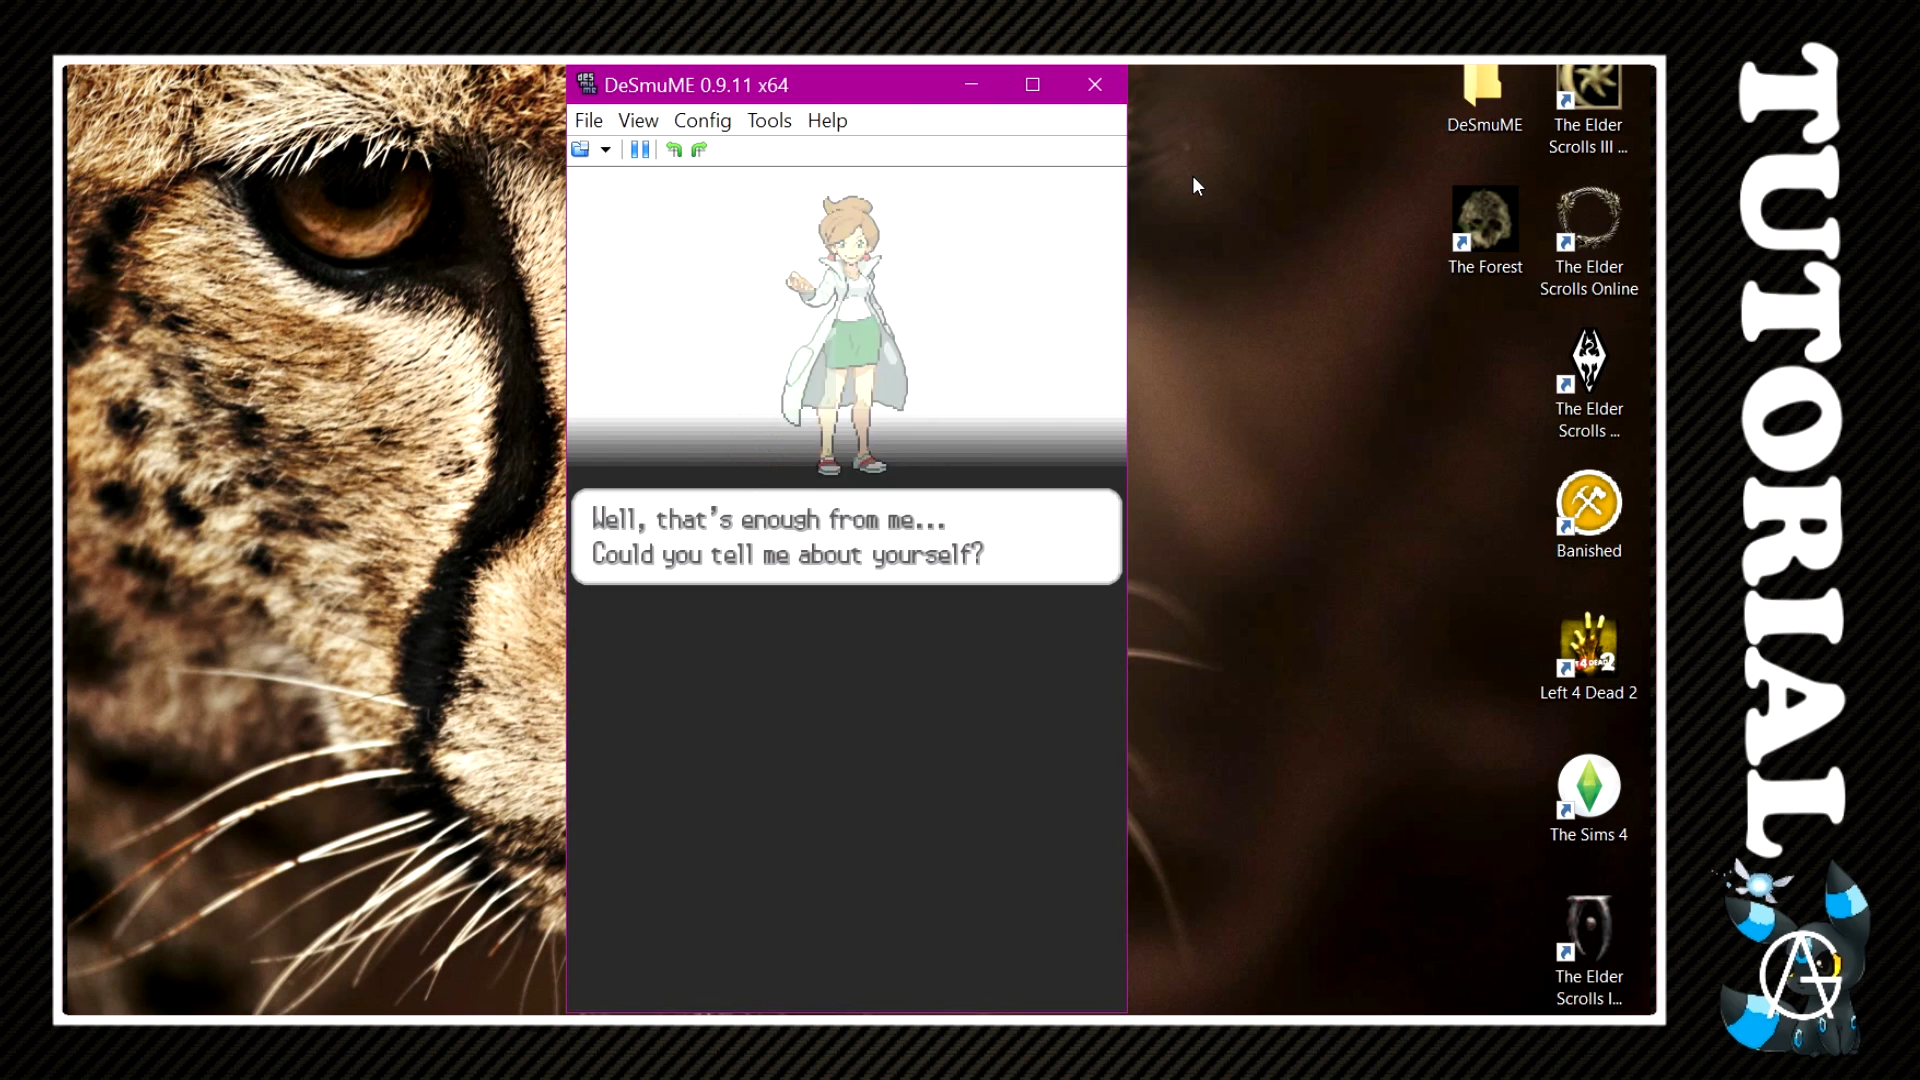 DeSmuME 0.9.11 x64
File View Config Tools Help
Well, that's enough from me...
Could you tell me about yourself?
DeSmuME
The Elder
Scrolls III ...
The Forest
The Elder
Scrolls Online
The Elder
Scrolls ...
Banished
Left 4 Dead 2
The Sims 4
The Elder
Scrolls I...
TUTORIAL